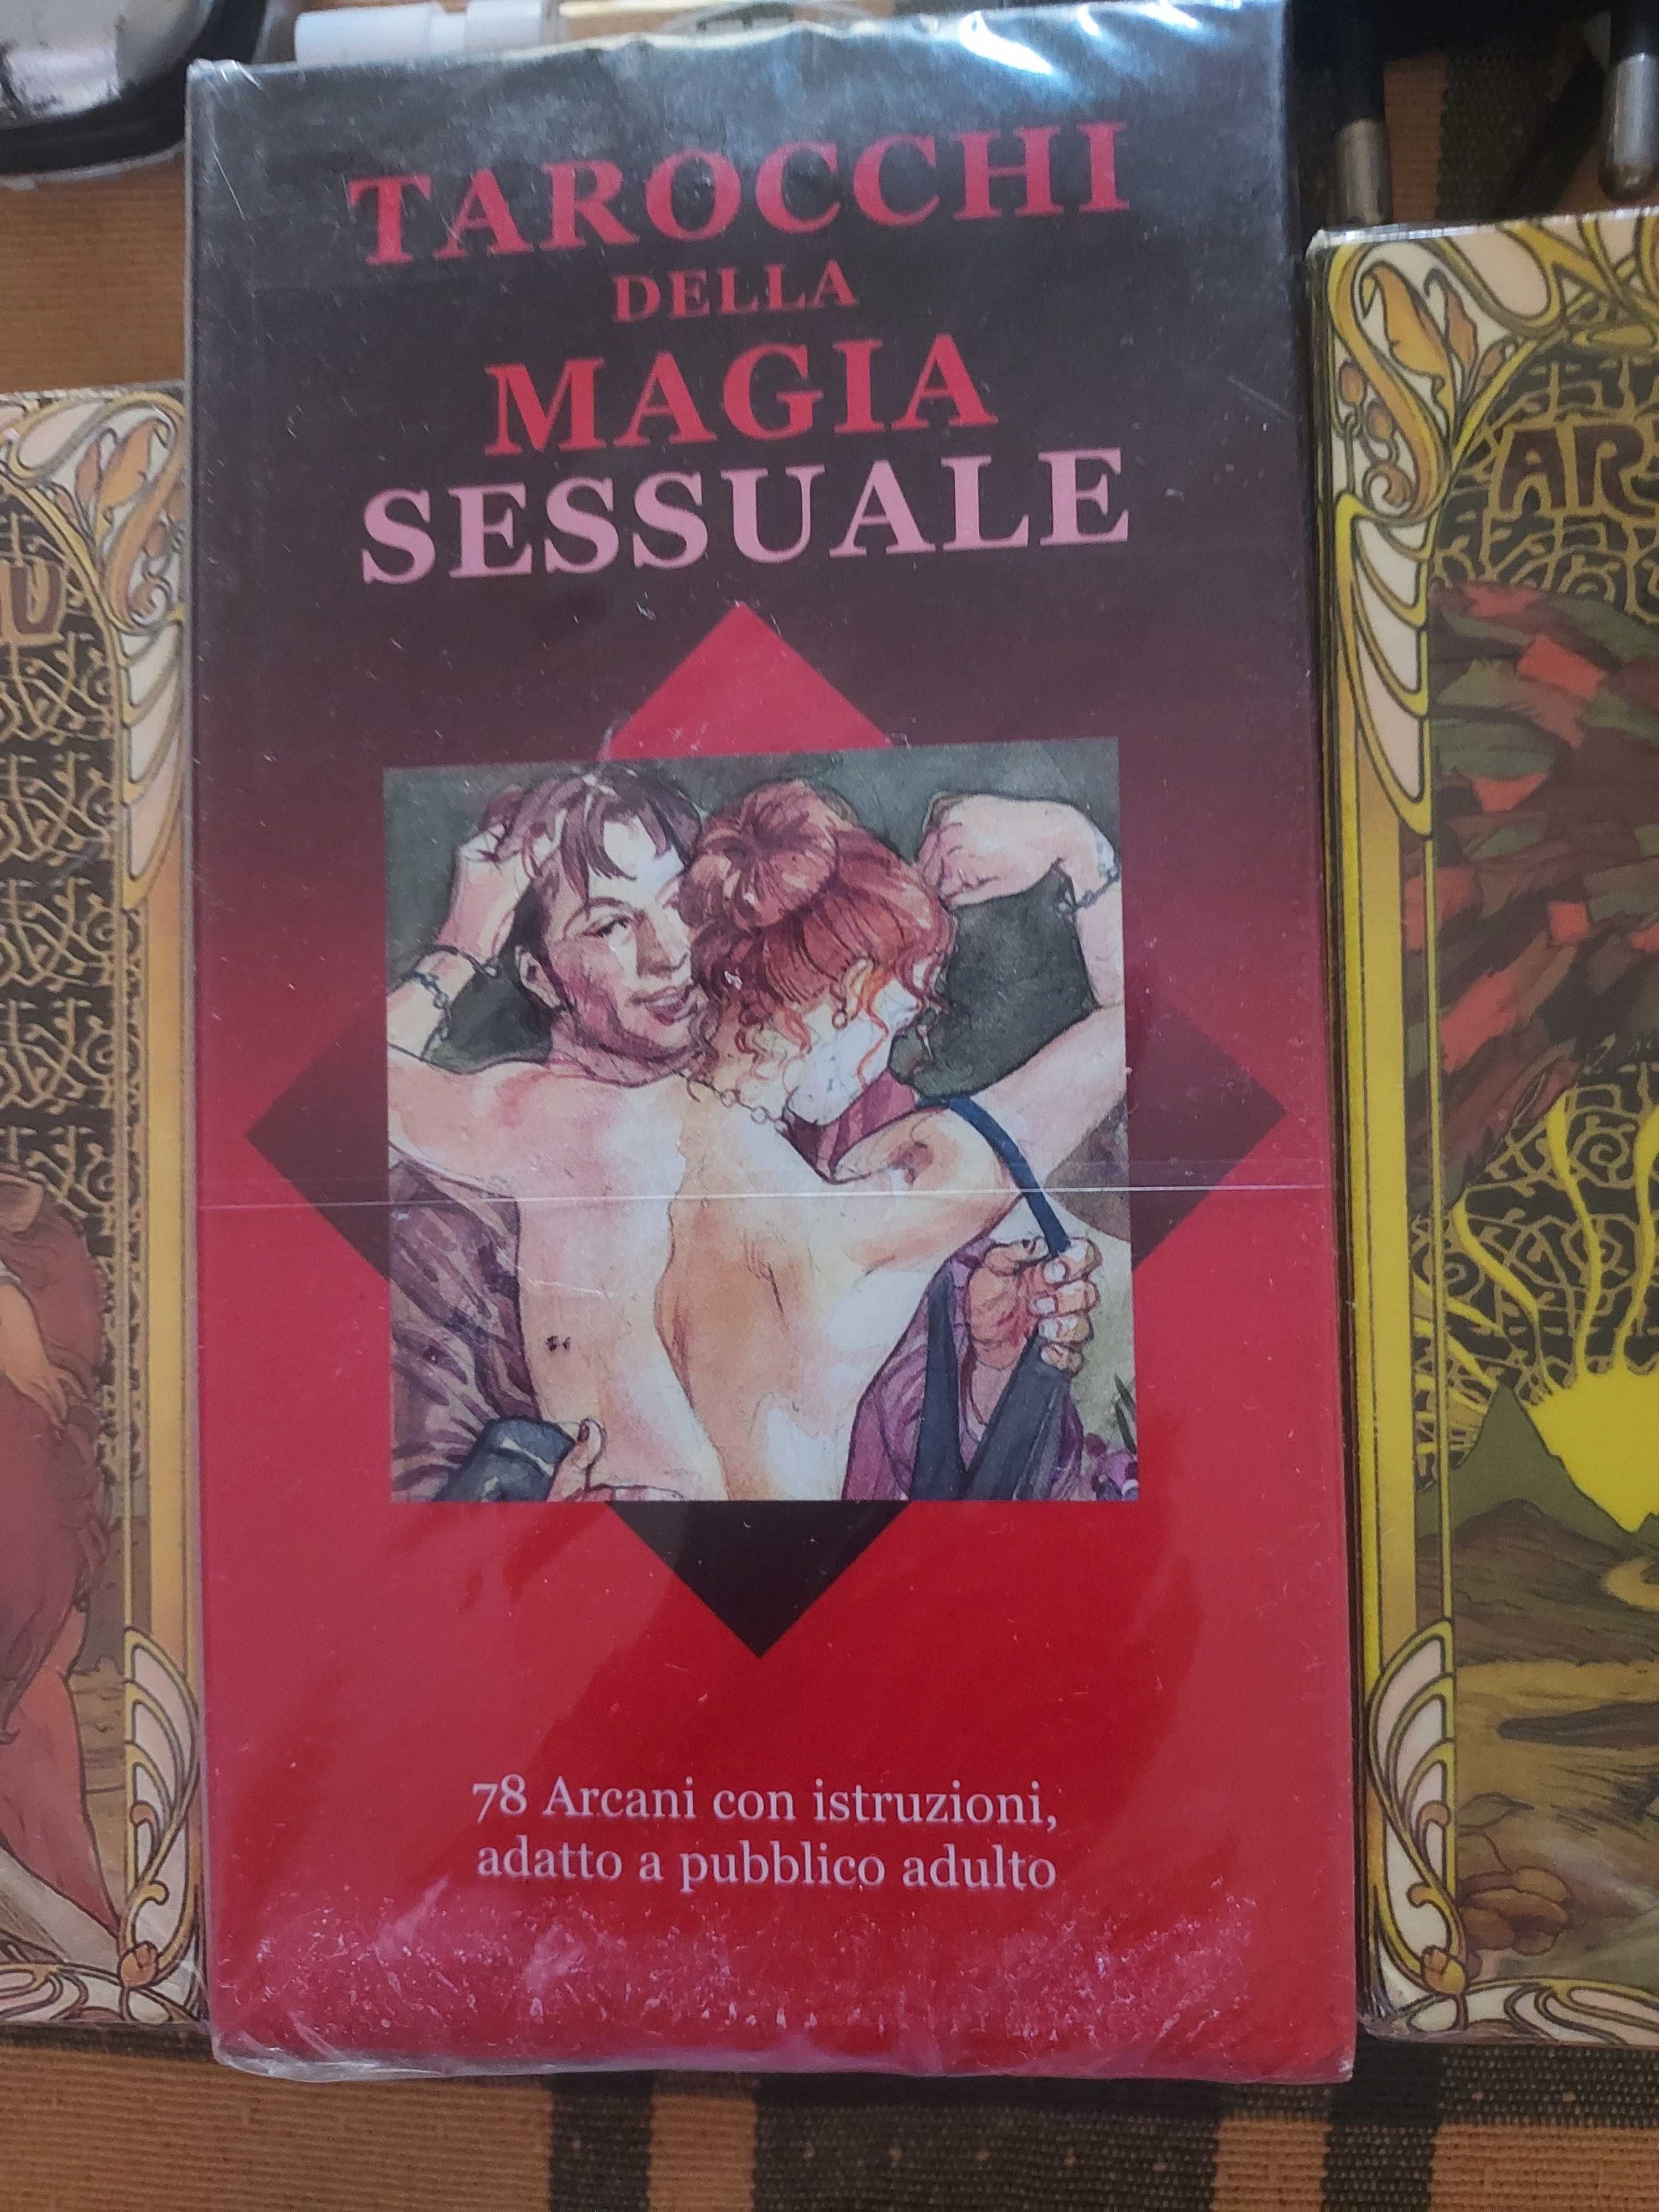 TAROCCHI
DELLA
MAGIA
SESSUALE
78 Arcani con istruzioni,
adatto a pubblico adulto